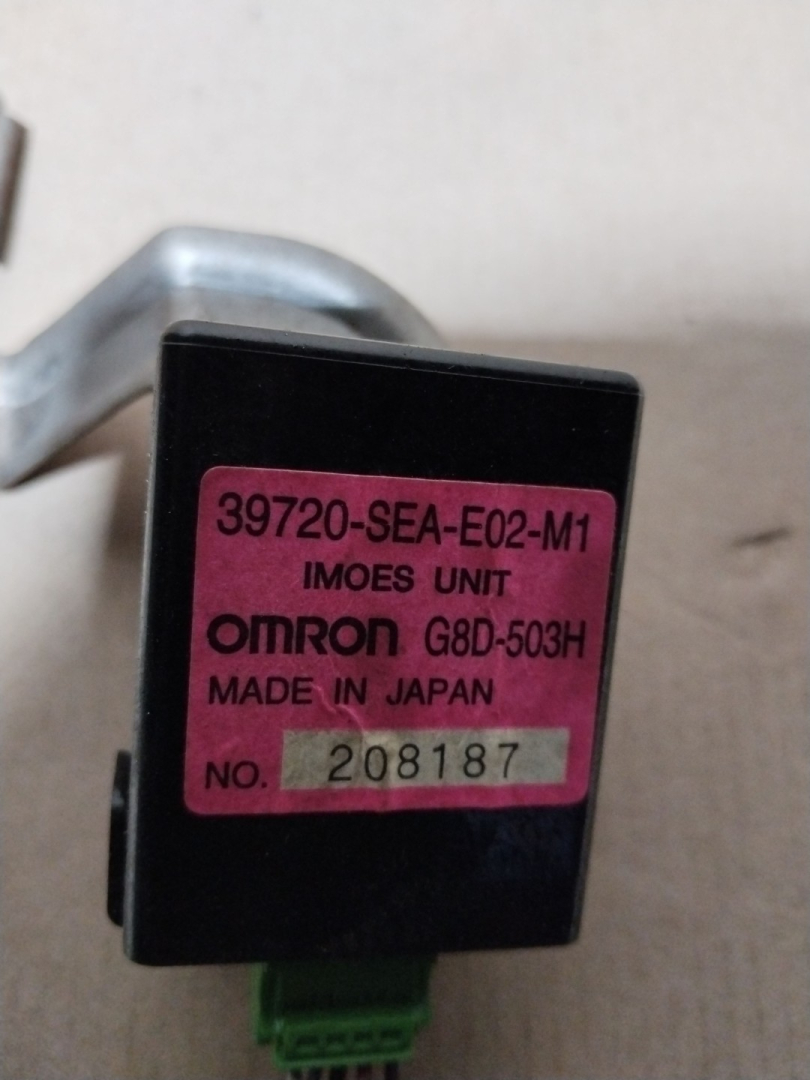 39720-SEA-E02-M1
IMOES UNIT
OMRON G8D-503H
MADE IN JAPAN
NO. 208187